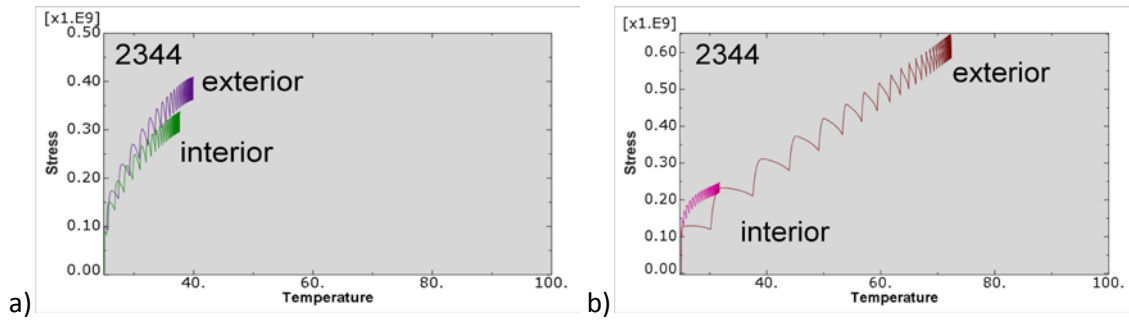 [x1.E9]
0.50
0.40
0.30
0.20
0.10
0.00
Stress
2344
exterior
interior
40.
60.
80.
100.
Temperature
a)
[x1.E9]
0.60
0.50
0.40
0.30
0.20
0.10
0.00
Stress
2344
exterior
interior
40.
60.
80.
100.
Temperature
b)